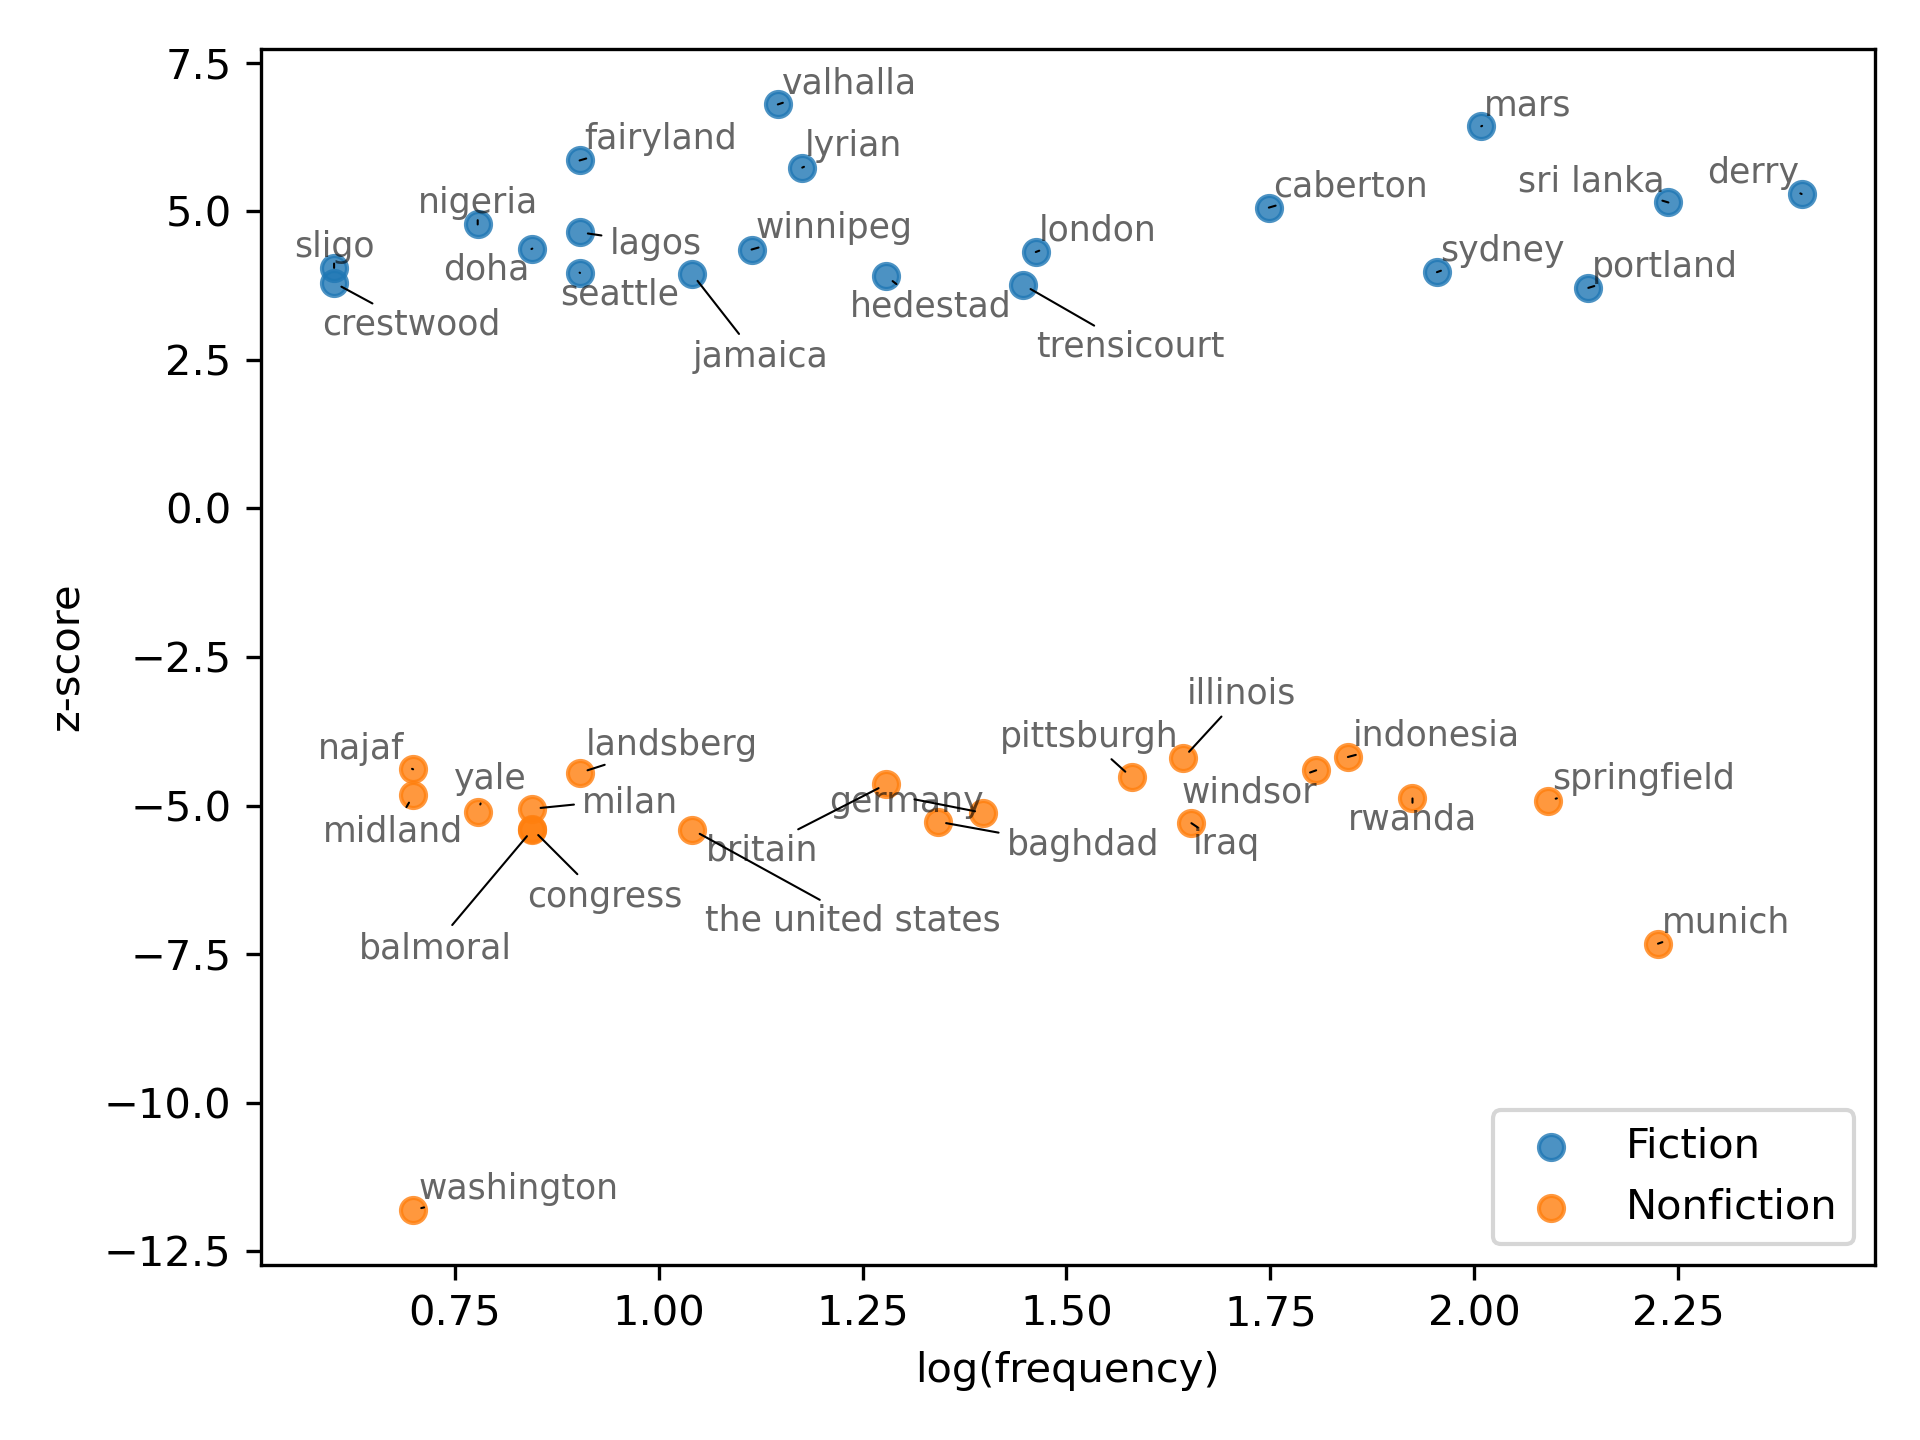 7.5
valhalla
mars
fairyland
lyrian
derry
sri lanka
caberton
nigeria
5.0
winnipeg
london
sligo
lagos
sydney
doha
portland
seattle
hedestad
crestwood
trensicourt
jamaica
2.5
0.0
z-score
−2.5
illinois
pittsburgh
indonesia
najaf
landsberg
yale
springfield
windsor
milan
germany
−5.0
rwanda
midland
iraq
britain
baghdad
congress
the united states
munich
balmoral
−7.5
−10.0
Fiction
washington
Nonfiction
−12.5
0.75 1.00 1.25 1.50 1.75 2.00 2.25
log(frequency)